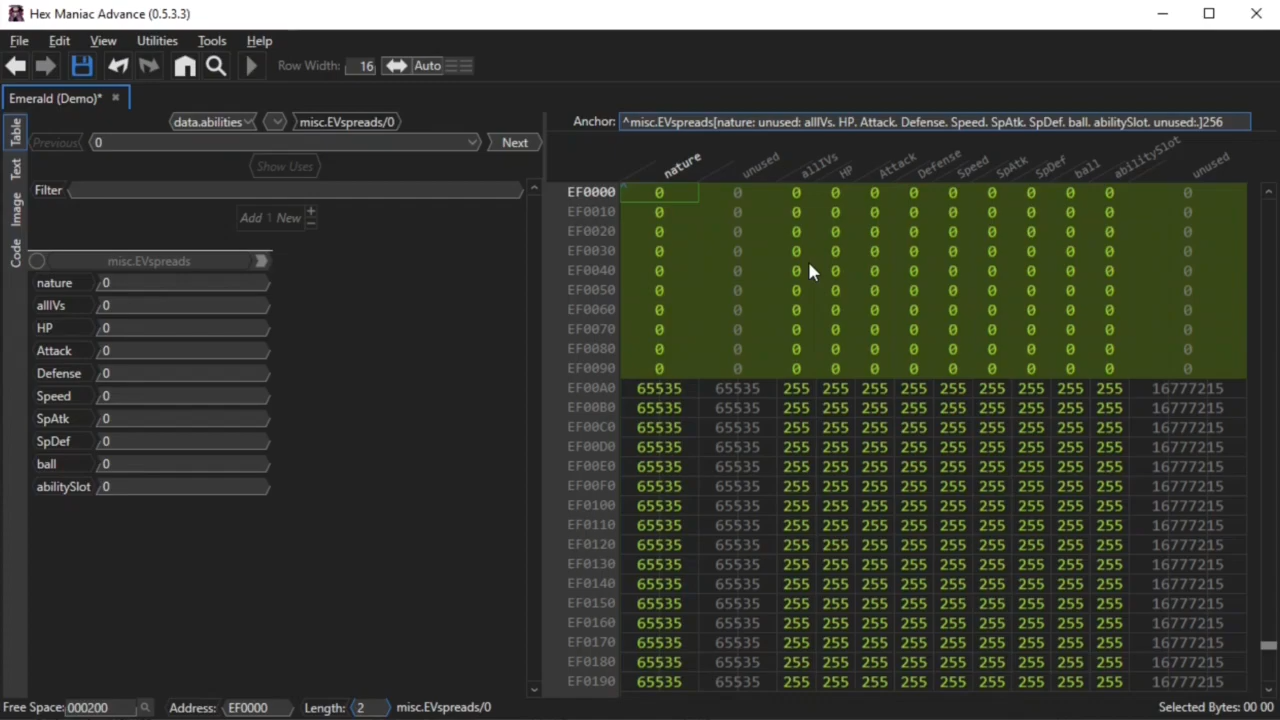 Hex Maniac Advance (0.5.3.3)
File Edit View Utilities Tools Help
Row Width: 16 Auto
Emerald (Demo)*
Table
Text
Image
Code
data.abilities misc.EVspreads/0
Previous 0 Next
Show Uses
Filter
Add 1 New + −
misc.EVspreads
nature 0
allIVs 0
HP 0
Attack 0
Defense 0
Speed 0
SpAtk 0
SpDef 0
ball 0
abilitySlot 0
Anchor: ^misc.EVspreads[nature: unused: allIVs. HP. Attack. Defense. Speed. SpAtk. SpDef. ball. abilitySlot. unused:.]256
nature unused allIVs HP Attack Defense Speed SpAtk SpDef ball abilitySlot unused
EF0000 0 0 0 0 0 0 0 0 0 0 0 0
EF0010 0 0 0 0 0 0 0 0 0 0 0 0
EF0020 0 0 0 0 0 0 0 0 0 0 0 0
EF0030 0 0 0 0 0 0 0 0 0 0 0 0
EF0040 0 0 0 0 0 0 0 0 0 0 0 0
EF0050 0 0 0 0 0 0 0 0 0 0 0 0
EF0060 0 0 0 0 0 0 0 0 0 0 0 0
EF0070 0 0 0 0 0 0 0 0 0 0 0 0
EF0080 0 0 0 0 0 0 0 0 0 0 0 0
EF0090 0 0 0 0 0 0 0 0 0 0 0 0
EF00A0 65535 65535 255 255 255 255 255 255 255 255 255 16777215
EF00B0 65535 65535 255 255 255 255 255 255 255 255 255 16777215
EF00C0 65535 65535 255 255 255 255 255 255 255 255 255 16777215
EF00D0 65535 65535 255 255 255 255 255 255 255 255 255 16777215
EF00E0 65535 65535 255 255 255 255 255 255 255 255 255 16777215
EF00F0 65535 65535 255 255 255 255 255 255 255 255 255 16777215
EF0100 65535 65535 255 255 255 255 255 255 255 255 255 16777215
EF0110 65535 65535 255 255 255 255 255 255 255 255 255 16777215
EF0120 65535 65535 255 255 255 255 255 255 255 255 255 16777215
EF0130 65535 65535 255 255 255 255 255 255 255 255 255 16777215
EF0140 65535 65535 255 255 255 255 255 255 255 255 255 16777215
EF0150 65535 65535 255 255 255 255 255 255 255 255 255 16777215
EF0160 65535 65535 255 255 255 255 255 255 255 255 255 16777215
EF0170 65535 65535 255 255 255 255 255 255 255 255 255 16777215
EF0180 65535 65535 255 255 255 255 255 255 255 255 255 16777215
EF0190 65535 65535 255 255 255 255 255 255 255 255 255 16777215
Free Space: 000200 Address: EF0000 Length: 2 misc.EVspreads/0 Selected Bytes: 00 00